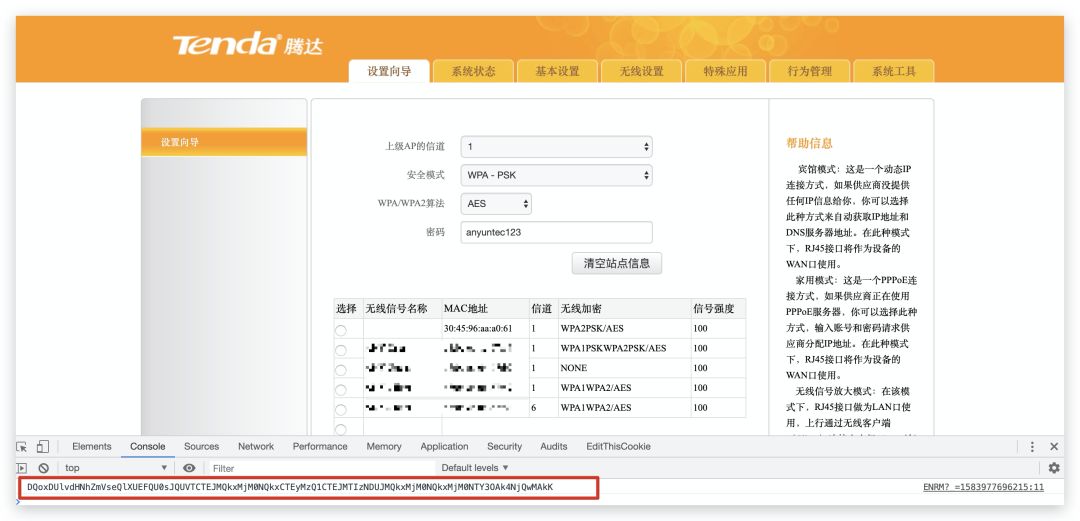 Tenda 腾达
设置向导 系统状态 基本设置 无线设置 特殊应用 行为管理 系统工具
设置向导
上级AP的信道 1
安全模式 WPA - PSK
WPA/WPA2算法 AES
密码 anyuntec123
清空站点信息
选择 无线信号名称 MAC地址 信道 无线加密 信号强度
30:45:96:aa:a0:61 1 WPA2PSK/AES 100
1 WPA1PSKWPA2PSK/AES 100
1 NONE 100
1 WPA1WPA2/AES 100
6 WPA1WPA2/AES 100
帮助信息
宾馆模式：这是一个动态IP
连接方式，如果供应商没提供
任何IP信息给你，你可以选择
此种方式来自动获取IP地址和
DNS服务器地址。在此种模式
下，RJ45接口将作为设备的
WAN口使用。
家用模式：这是一个PPPoE连
接方式，如果供应商正在使用
PPPoE服务器，你可以选择此种
方式，输入账号和密码请求供
应商分配IP地址。在此种模式
下，RJ45接口将作为设备的
WAN口使用。
无线信号放大模式：在该模
式下，RJ45接口做为LAN口使
用，上行通过无线客户端
Elements Console Sources Network Performance Memory Application Security Audits EditThisCookie
top Filter Default levels
DQoxDUlvdHNhZmVseQlXUEFQU0sJQUVTCTEJMQkxMjM0NQkxCTEyMzQ1CTEJMTIzNDUJMQkxMjM0NQkxMjM0NTY3OAk4NjQwMAkK ENRM?_=1583977696215:11